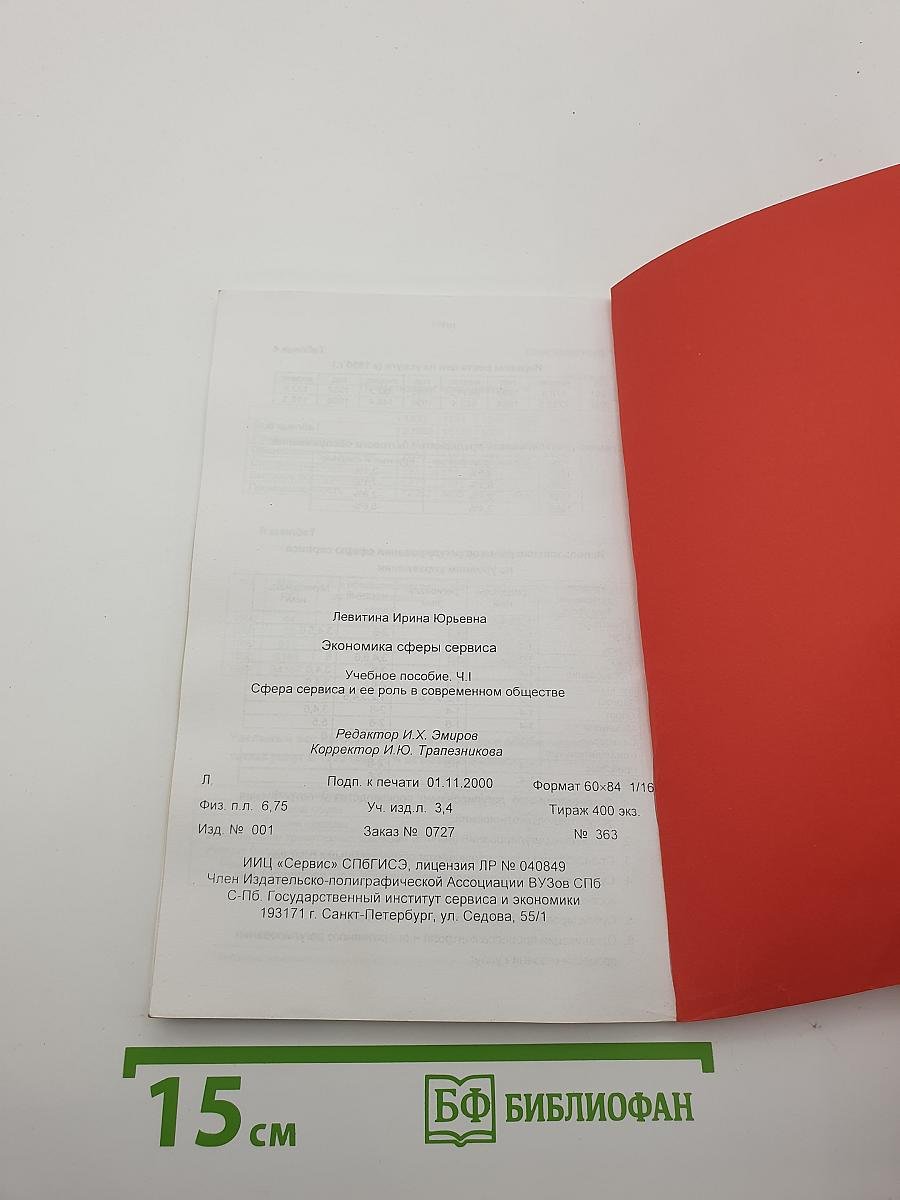 Левитина Ирина Юрьевна
Экономика сферы сервиса
Учебное пособие. Ч.I
Сфера сервиса и ее роль в современном обществе
Редактор И.Х. Эмиров
Корректор И.Ю. Трапезникова
Л. Подп. к печати 01.11.2000 Формат 60×84 1/16
Физ. п.л. 6,75 Уч. изд.л. 3,4 Тираж 400 экз.
Изд. № 001 Заказ № 0727 № 363
ИИЦ «Сервис» СПбГИСЭ, лицензия ЛР № 040849
Член Издательско-полиграфической Ассоциации ВУЗов СПб
С-Пб. Государственный институт сервиса и экономики
193171 г. Санкт-Петербург, ул. Седова, 55/1
15 см
БФ БИБЛИОФАН